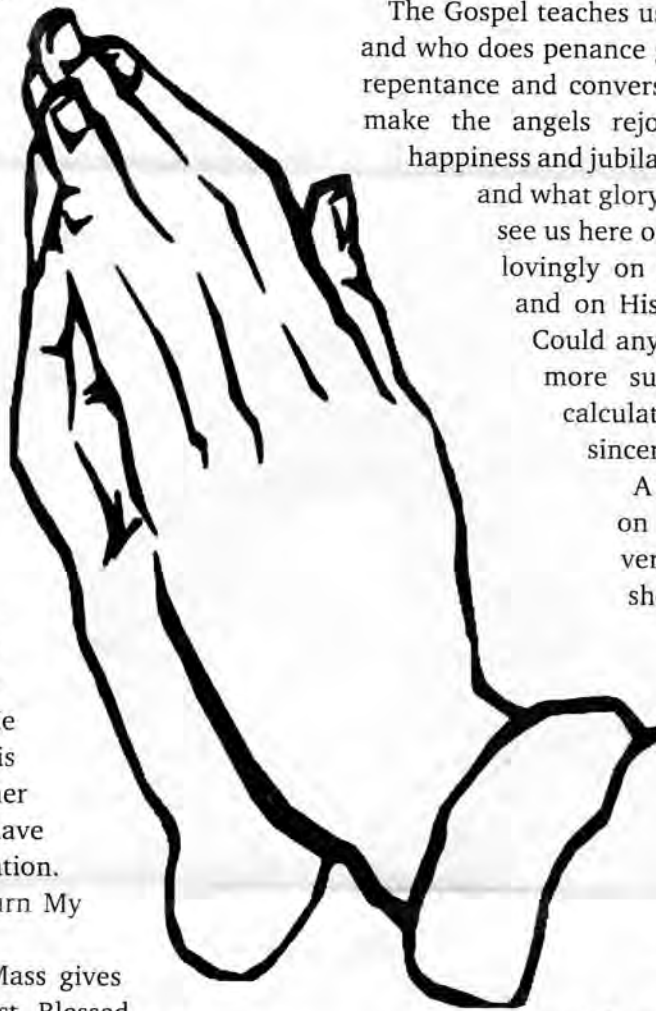 The Gospel teaches us
and who does penance
repentance and convers
make the angels rejo
happiness and jubila
and what glory
see us here o
lovingly on
and on His
Could any
more su
calculat
sincer
A
on
ver
sh
e
is
her
ave
tion.
urn My
Mass gives
st Blessed